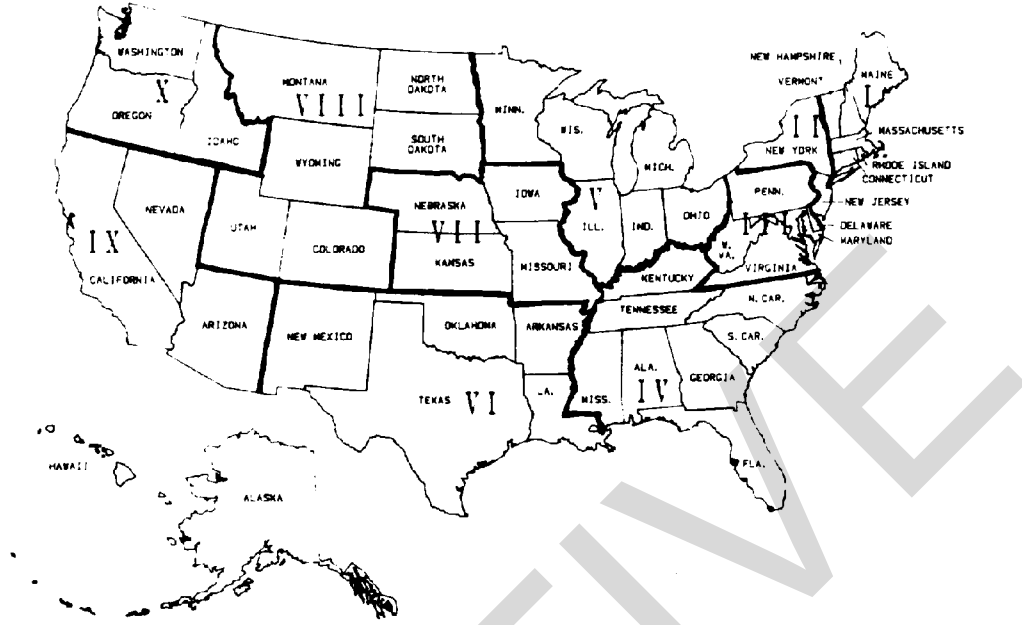 WASHINGTON
X
OREGON
IDAHO
MONTANA
VIII
WYOMING
NORTH
DAKOTA
SOUTH
DAKOTA
MINN.
WIS.
MICH.
NEW HAMPSHIRE,
VERMONT
MAINE
I
II
NEW YORK
MASSACHUSETTS
RHODE ISLAND
CONNECTICUT
NEW JERSEY
DELAWARE
MARYLAND
PENN.
III
W.
VA.
VIRGINIA
NEVADA
IX
CALIFORNIA
UTAH
COLORADO
ARIZONA
NEW MEXICO
NEBRASKA
VII
KANSAS
IOWA
MISSOURI
V
ILL.
IND.
OHIO
KENTUCKY
TENNESSEE
N. CAR.
S. CAR.
OKLAHOMA
ARKANSAS
TEXAS
VI
LA.
MISS.
ALA.
IV
GEORGIA
FLA.
HAWAII
ALASKA